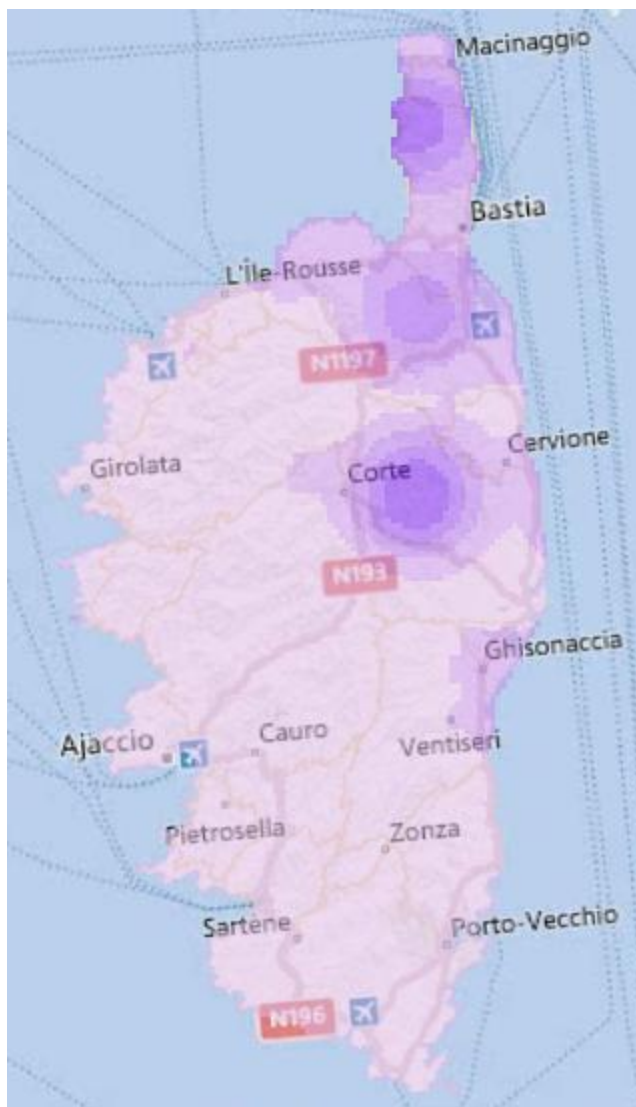 Macinaggio
Bastia
L'Île-Rousse
N1197
Cervione
Girolata
Corte
N193
Ghisonaccia
Ajaccio
Cauro
Ventiseri
Pietrosella
Zonza
Sartène
Porto-Vecchio
N196